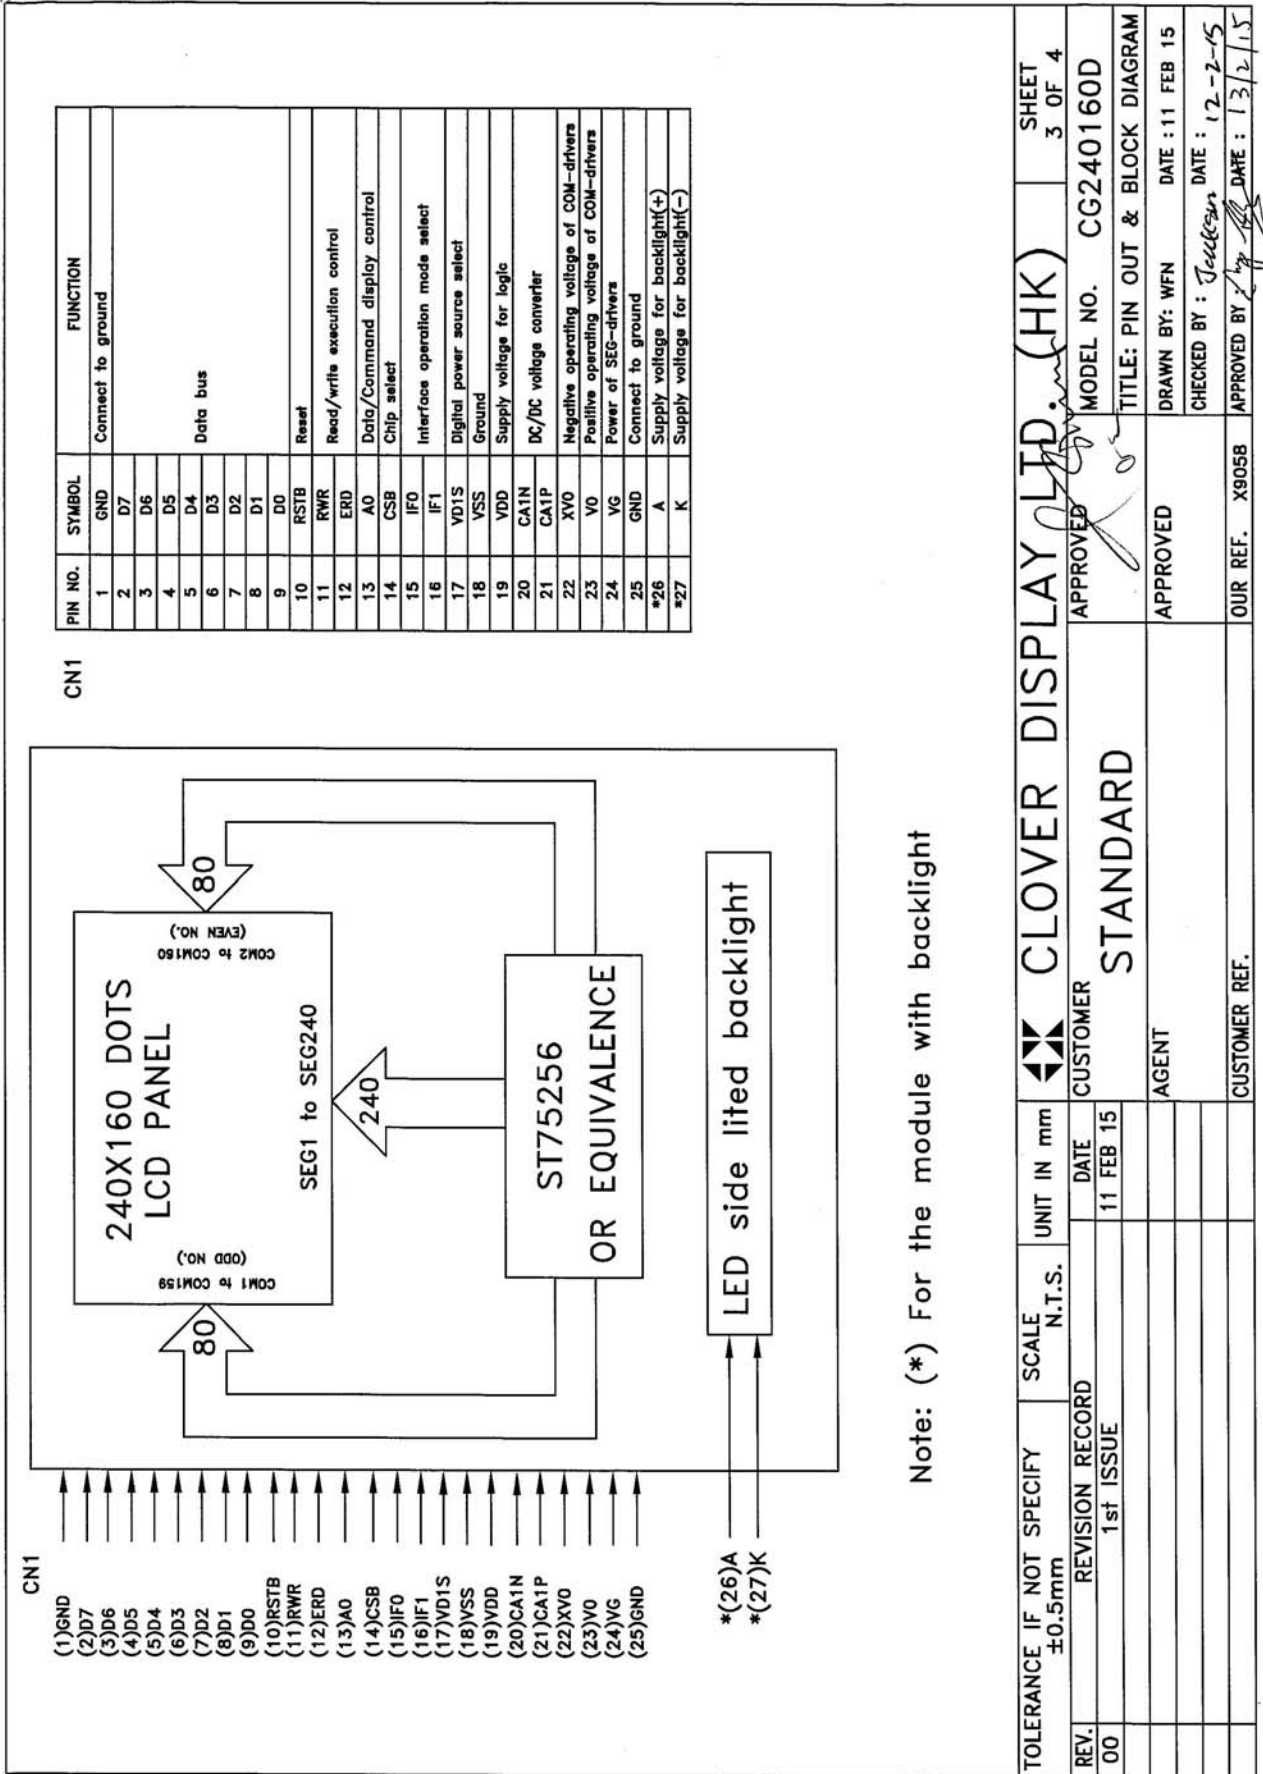 CN1
(1)GND
(2)D7
(3)D6
(4)D5
(5)D4
(6)D3
(7)D2
(8)D1
(9)D0
(10)RSTB
(11)RWR
(12)ERD
(13)A0
(14)CSB
(15)IF0
(16)IF1
(17)VD1S
(18)VSS
(19)VDD
(20)CA1N
(21)CA1P
(22)XV0
(23)V0
(24)VG
(25)GND
*(26)A
*(27)K
240X160 DOTS
LCD PANEL
COM1 to COM159
(ODD NO.)
COM2 to COM160
(EVEN NO.)
SEG1 to SEG240
80
240
80
ST75256
OR EQUIVALENCE
LED side lited backlight
Note: (*) For the module with backlight
CN1
PIN NO. SYMBOL FUNCTION
1 GND Connect to ground
2 D7
3 D6
4 D5
5 D4 Data bus
6 D3
7 D2
8 D1
9 D0
10 RSTB Reset
11 RWR Read/write execution control
12 ERD
13 A0 Data/Command display control
14 CSB Chip select
15 IF0 Interface operation mode select
16 IF1
17 VD1S Digital power source select
18 VSS Ground
19 VDD Supply voltage for logic
20 CA1N DC/DC voltage converter
21 CA1P
22 XV0 Negative operating voltage of COM-drivers
23 V0 Positive operating voltage of COM-drivers
24 VG Power of SEG-drivers
25 GND Connect to ground
*26 A Supply voltage for backlight(+)
*27 K Supply voltage for backlight(-)
TOLERANCE IF NOT SPECIFY
±0.5mm
SCALE
N.T.S.
UNIT IN mm
CLOVER DISPLAY LTD. (HK)
SHEET
3 OF 4
REV. REVISION RECORD DATE
00 1st ISSUE 11 FEB 15
CUSTOMER
STANDARD
AGENT
CUSTOMER REF.
APPROVED
APPROVED
OUR REF. X9058
MODEL NO. CG240160D
TITLE: PIN OUT & BLOCK DIAGRAM
DRAWN BY: WFN DATE :11 FEB 15
CHECKED BY : DATE : 12-2-15
APPROVED BY : DATE : 13/2/15